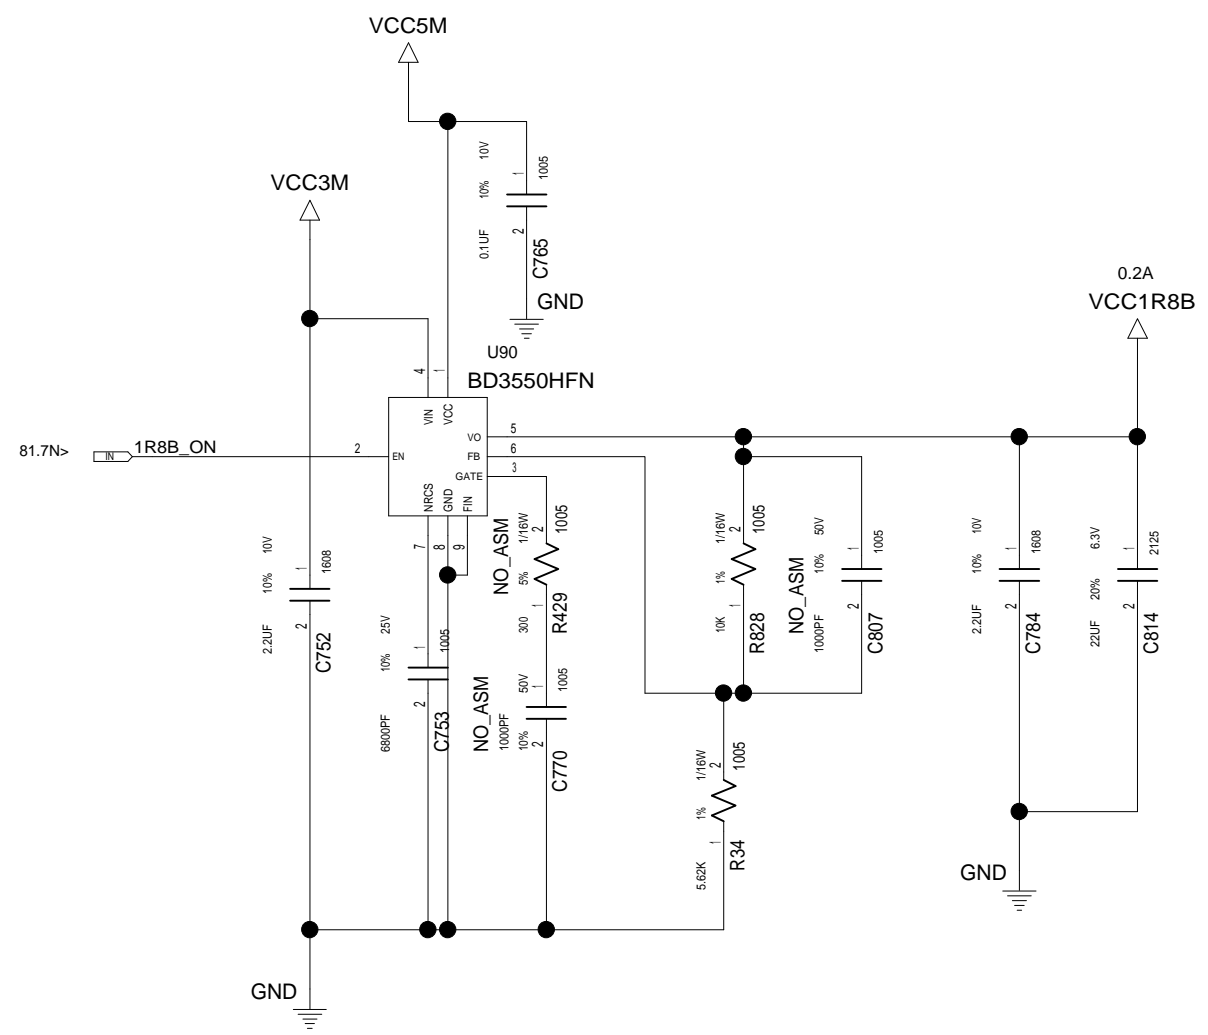 VCC5M
10V
1
1005
10%
VCC3M
2
0.1UF
C765
0.2A
GND
VCC1R8B
U90
4
1
BD3550HFN
VIN
VCC
5
VO
81.7N>
IN
1R8B_ON
2
EN
6
FB
3
GATE
NRCS
GND
FIN
7
8
9
NO_ASM
1/16W
2
1005
5%
300
1
R429
1/16W
2
1005
1%
10K
1
R828
NO_ASM
50V
1
1005
10%
1000PF
2
C807
10V
1
1608
10%
2.2UF
2
C784
6.3V
1
2125
20%
22UF
2
C814
10V
1
1608
10%
2.2UF
2
C752
25V
1
1005
10%
6800PF
2
C753
NO_ASM
50V
1
1005
1000PF
10%
2
C770
1/16W
2
1005
1%
5.62K
1
R34
GND
GND